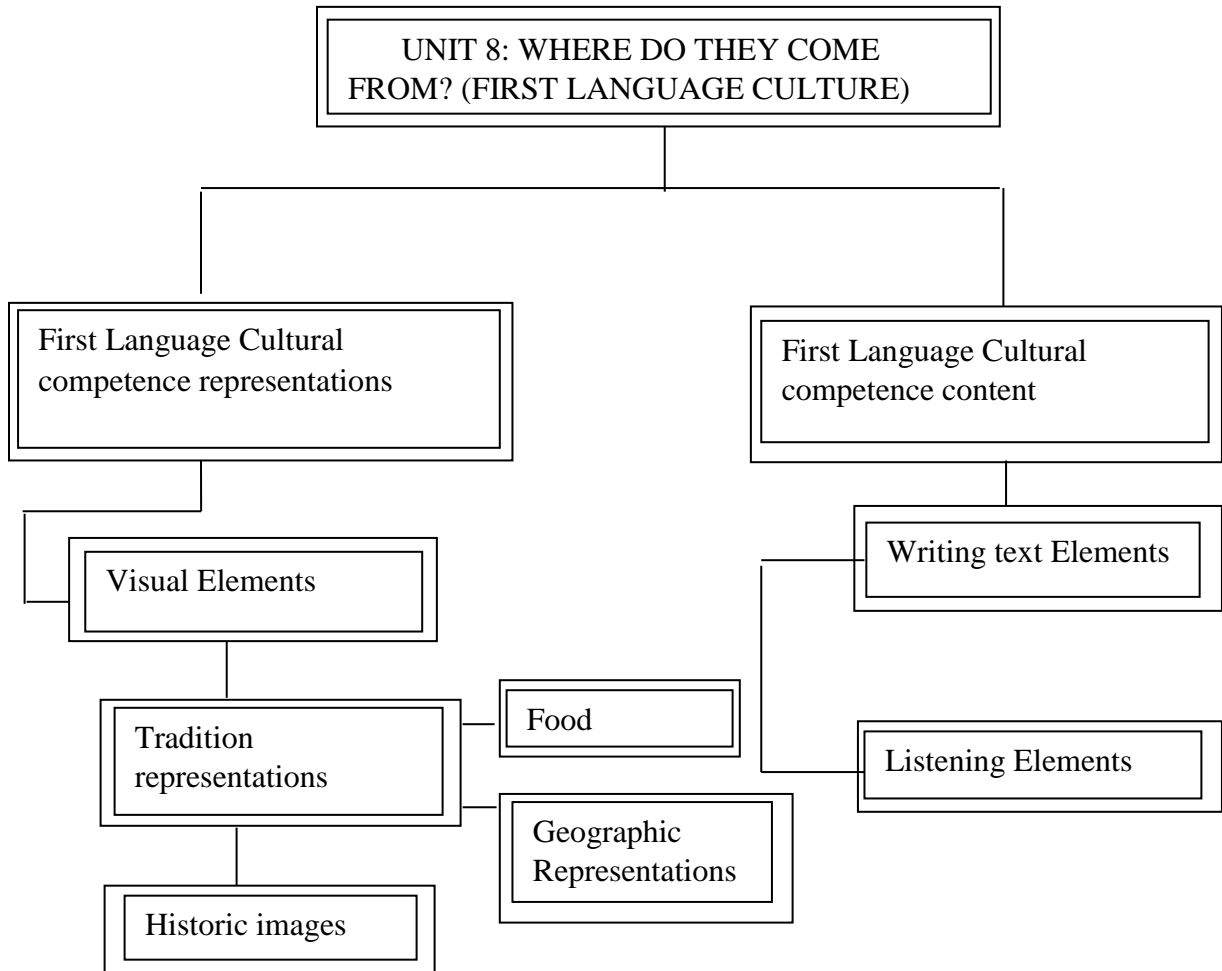 UNIT 8: WHERE DO THEY COME
FROM? (FIRST LANGUAGE CULTURE)
First Language Cultural
competence representations
First Language Cultural
competence content
Visual Elements
Writing text Elements
Tradition
representations
Food
Listening Elements
Geographic
Representations
Historic images